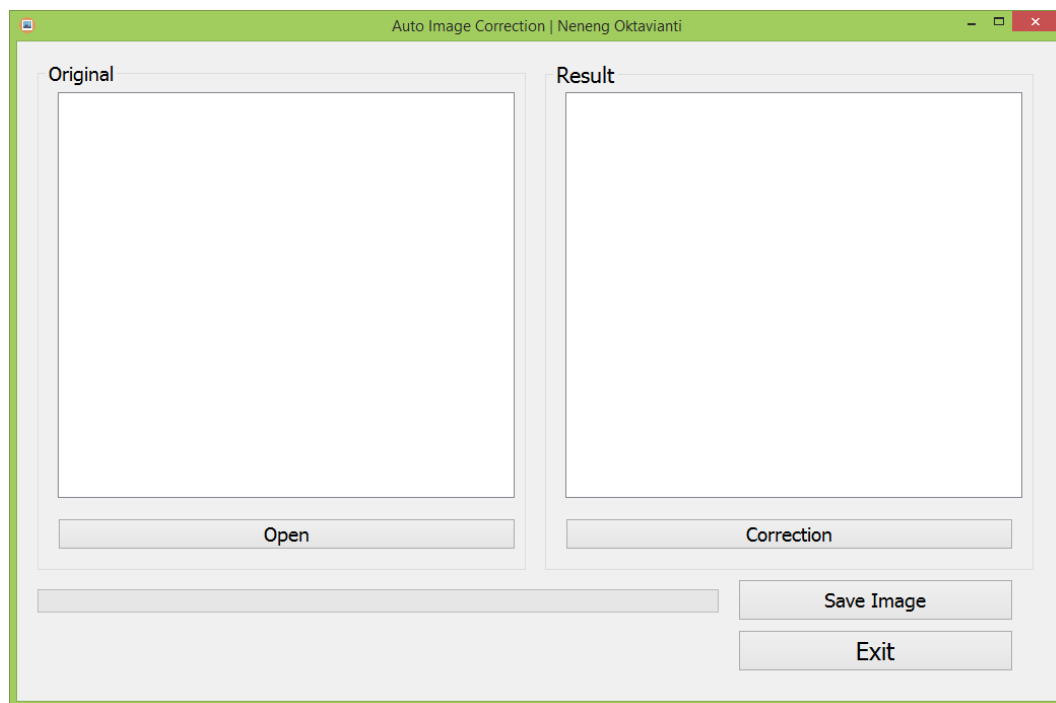 Auto Image Correction | Neneng Oktavianti
Original
Result
Open
Correction
Save Image
Exit